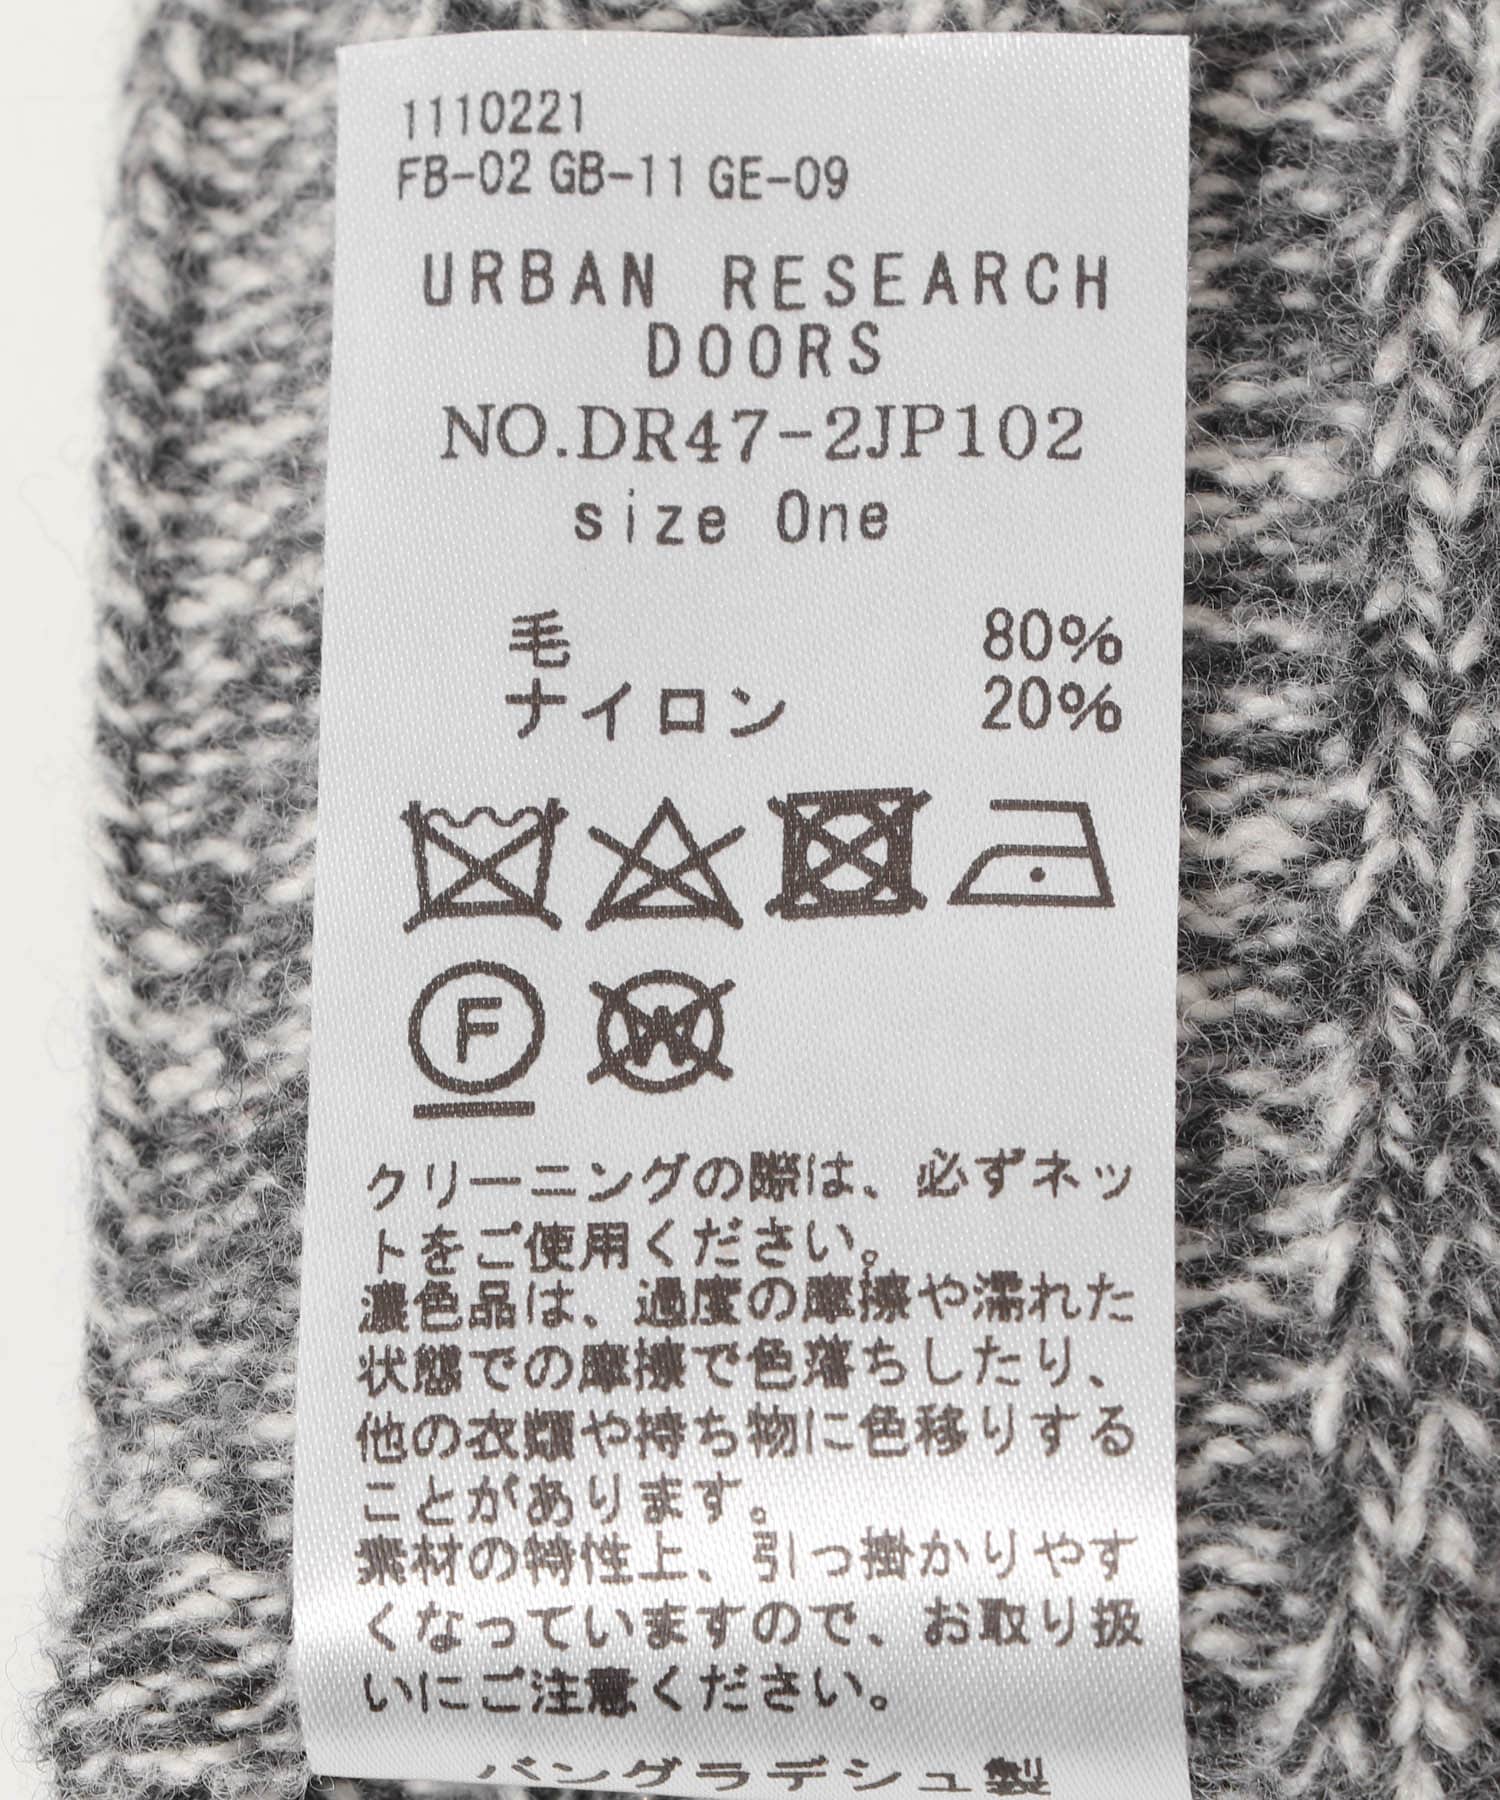 1110221
FB-02 GB-11 GE-09
URBAN RESEARCH
DOORS
NO.DR47-2JP102
size One
毛 80%
ナイロン 20%
F W
クリーニングの際は、必ずネッ
トをご使用ください。
濃色品は、過度の摩擦や濡れた
状態での摩擦で色落ちしたり、
他の衣類や持ち物に色移りする
ことがあります。
素材の特性上、引っ掛かりやす
くなっていますので、お取り扱
いにご注意ください。
バングラデシュ製